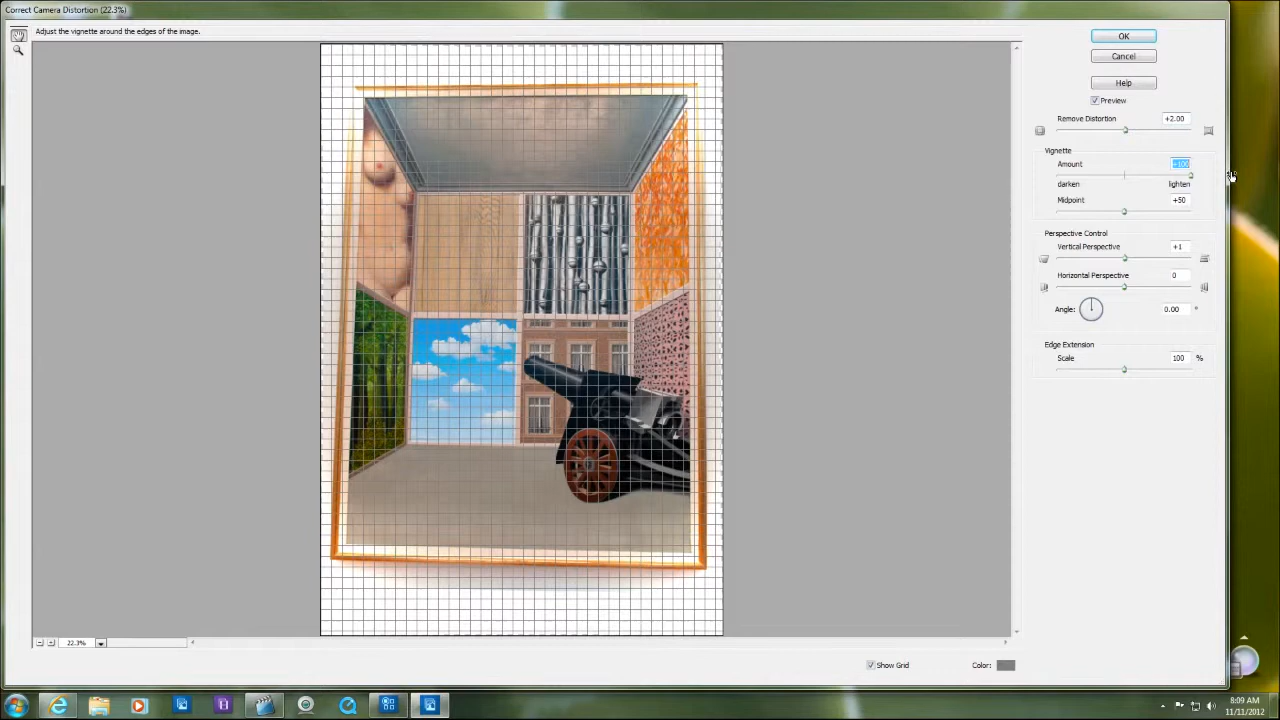 Correct Camera Distortion (22.3%)
Adjust the vignette around the edges of the image.
OK
Cancel
Help
Preview
Remove Distortion +2.00
Vignette
Amount +100
darken lighten
Midpoint +50
Perspective Control
Vertical Perspective +1
Horizontal Perspective 0
Angle: 0.00 °
Edge Extension
Scale 100 %
22.3%
Show Grid Color:
8:09 AM
11/11/2012